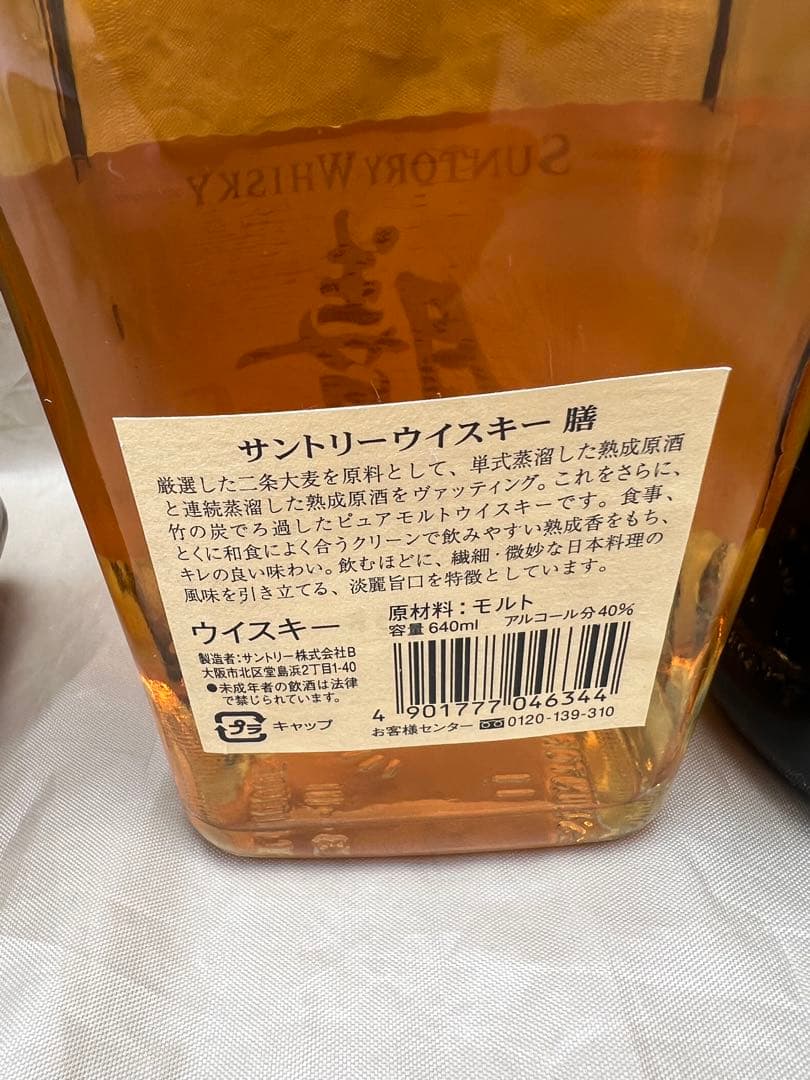 SUNTORY WHISKY
膳
サントリーウイスキー 膳
厳選した二条大麦を原料として、単式蒸溜した熟成原酒
と連続蒸溜した熟成原酒をヴァッティング。これをさらに、
竹の炭でろ過したピュアモルトウイスキーです。食事、
とくに和食によく合うクリーンで飲みやすい熟成香をもち、
キレの良い味わい。飲むほどに、繊細・微妙な日本料理の
風味を引き立てる、淡麗旨口を特徴としています。
ウイスキー
原材料：モルト
容量 640ml アルコール分40%
製造者：サントリー株式会社B
大阪市北区堂島浜2丁目1-40
●未成年者の飲酒は法律
で禁じられています。
プラ キャップ
4 901777 046344
お客様センター 0120-139-310